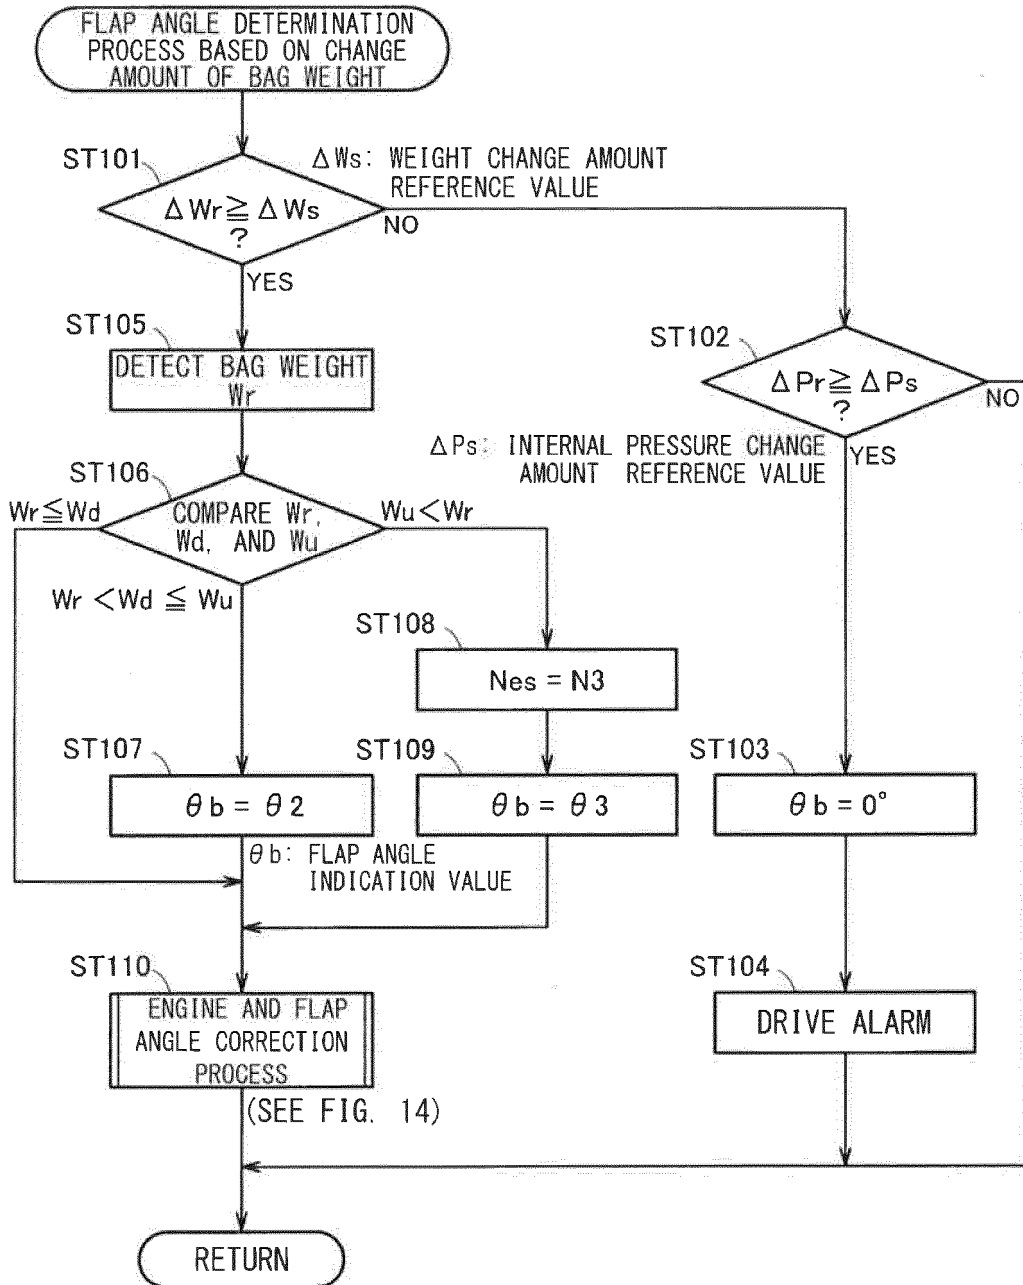 FLAP ANGLE DETERMINATION
PROCESS BASED ON CHANGE
AMOUNT OF BAG WEIGHT
ST101
ΔWs: WEIGHT CHANGE AMOUNT
REFERENCE VALUE
ΔWr≧ΔWs
?
NO
YES
ST105
DETECT BAG WEIGHT
Wr
ST102
ΔPr≧ΔPs
?
NO
YES
ΔPs: INTERNAL PRESSURE CHANGE
AMOUNT REFERENCE VALUE
ST106
Wr≦Wd
COMPARE Wr,
Wd, AND Wu
Wu<Wr
Wr <Wd ≦ Wu
ST108
Nes = N3
ST107
θb = θ2
ST109
θb = θ3
ST103
θb = 0°
θb: FLAP ANGLE
INDICATION VALUE
ST110
ENGINE AND FLAP
ANGLE CORRECTION
PROCESS
(SEE FIG. 14)
ST104
DRIVE ALARM
RETURN